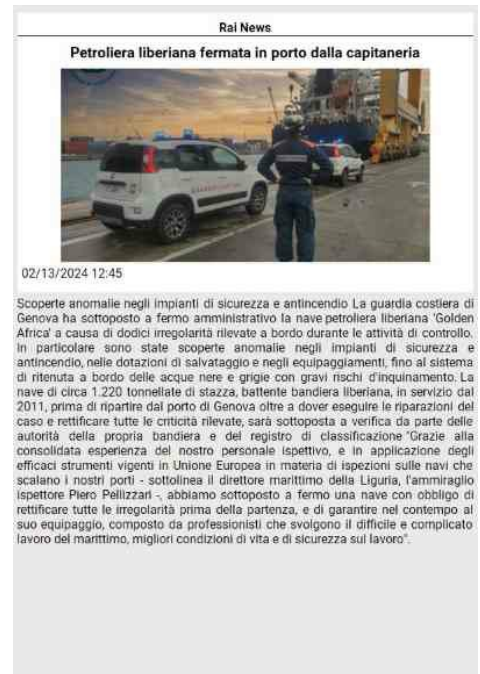 Rai News
Petroliera liberiana fermata in porto dalla capitaneria
02/13/2024 12:45
Scoperte anomalie negli impianti di sicurezza e antincendio La guardia costiera di
Genova ha sottoposto a fermo amministrativo la nave petroliera liberiana 'Golden
Africa' a causa di dodici irregolarità rilevate a bordo durante le attività di controllo.
In particolare sono state scoperte anomalie negli impianti di sicurezza e
antincendio, nelle dotazioni di salvataggio e negli equipaggiamenti, fino al sistema
di ritenuta a bordo delle acque nere e grigie con gravi rischi d'inquinamento. La
nave di circa 1.220 tonnellate di stazza, battente bandiera liberiana, in servizio dal
2011, prima di ripartire dal porto di Genova oltre a dover eseguire le riparazioni del
caso e rettificare tutte le criticità rilevate, sarà sottoposta a verifica da parte delle
autorità della propria bandiera e del registro di classificazione "Grazie alla
consolidata esperienza del nostro personale ispettivo, e in applicazione degli
efficaci strumenti vigenti in Unione Europea in materia di ispezioni sulle navi che
scalano i nostri porti - sottolinea il direttore marittimo della Liguria, l'ammiraglio
ispettore Piero Pellizzari -, abbiamo sottoposto a fermo una nave con obbligo di
rettificare tutte le irregolarità prima della partenza, e di garantire nel contempo al
suo equipaggio, composto da professionisti che svolgono il difficile e complicato
lavoro del marittimo, migliori condizioni di vita e di sicurezza sul lavoro".